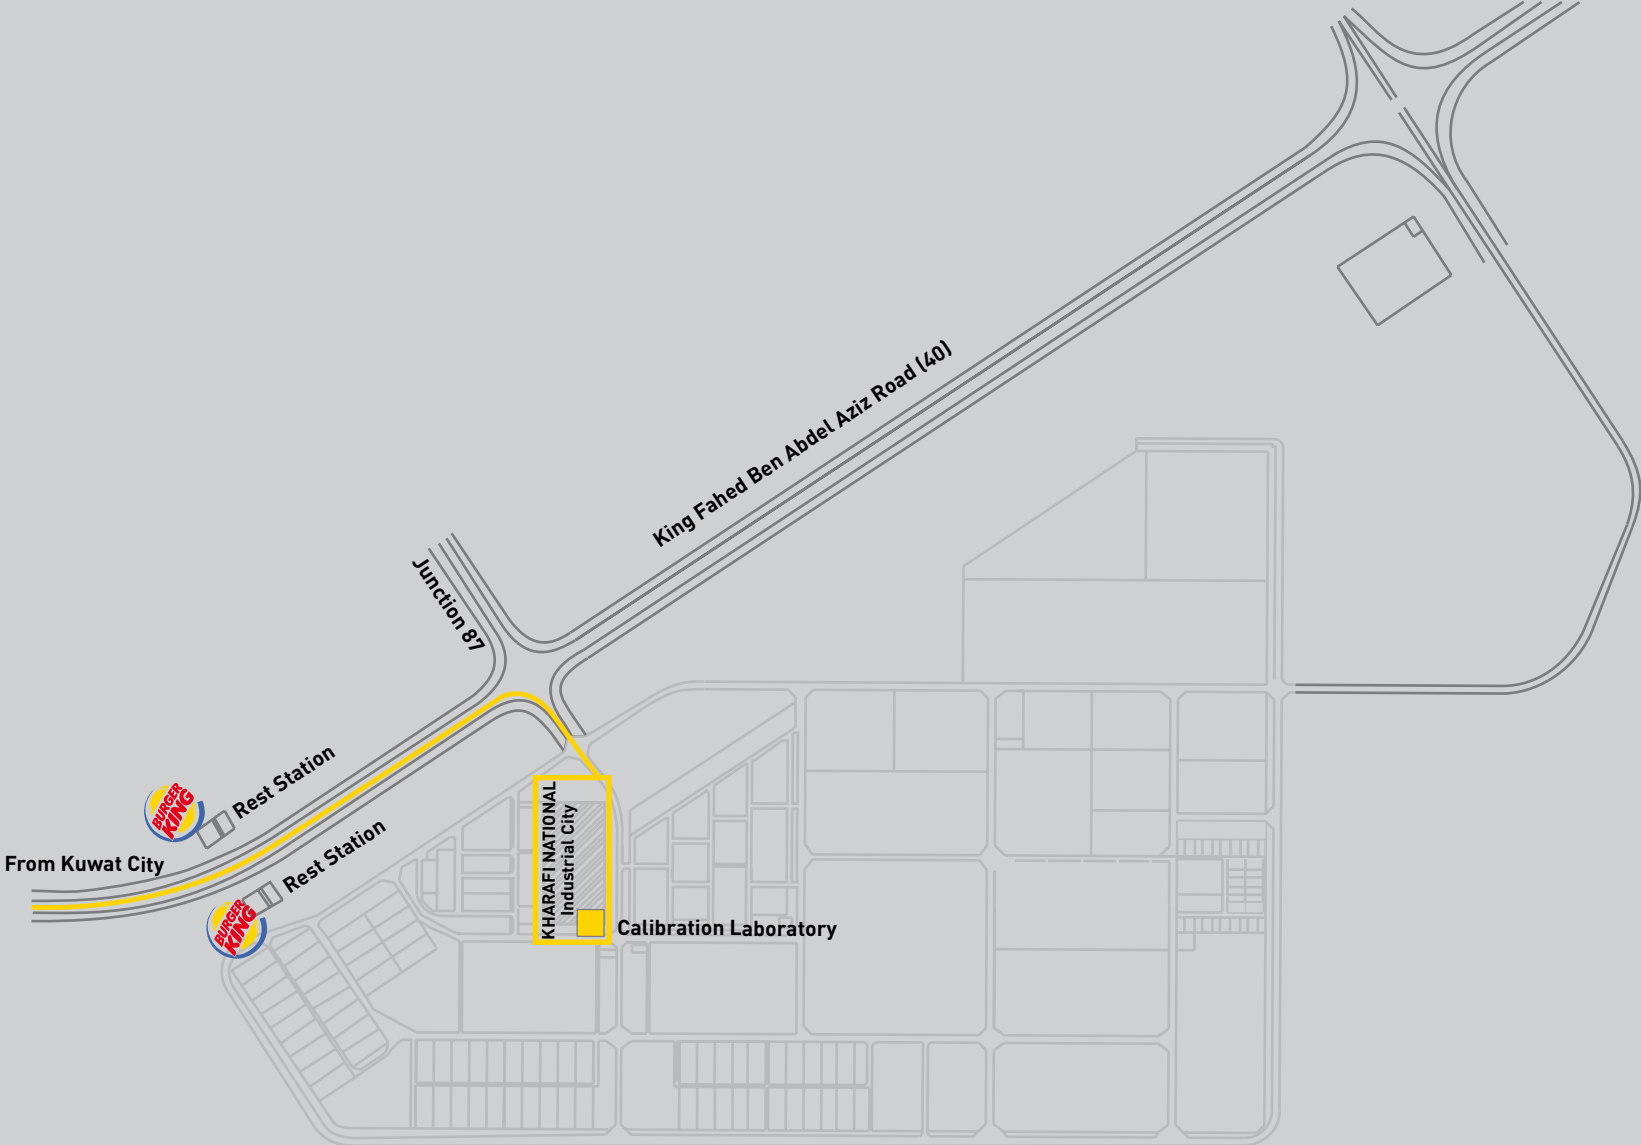 King Fahed Ben Abdel Aziz Road (40)
Junction 87
Rest Station
BURGER
KING
Rest Station
From Kuwat City
BURGER
KING
KHARAFI NATIONAL
Industrial City
Calibration Laboratory